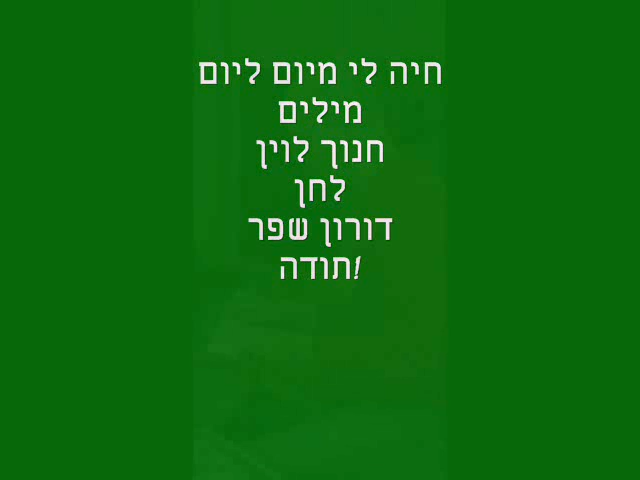 חיה לי מיום ליום
מילים
חנוך לוין
לחן
דורון שפר
!תודה